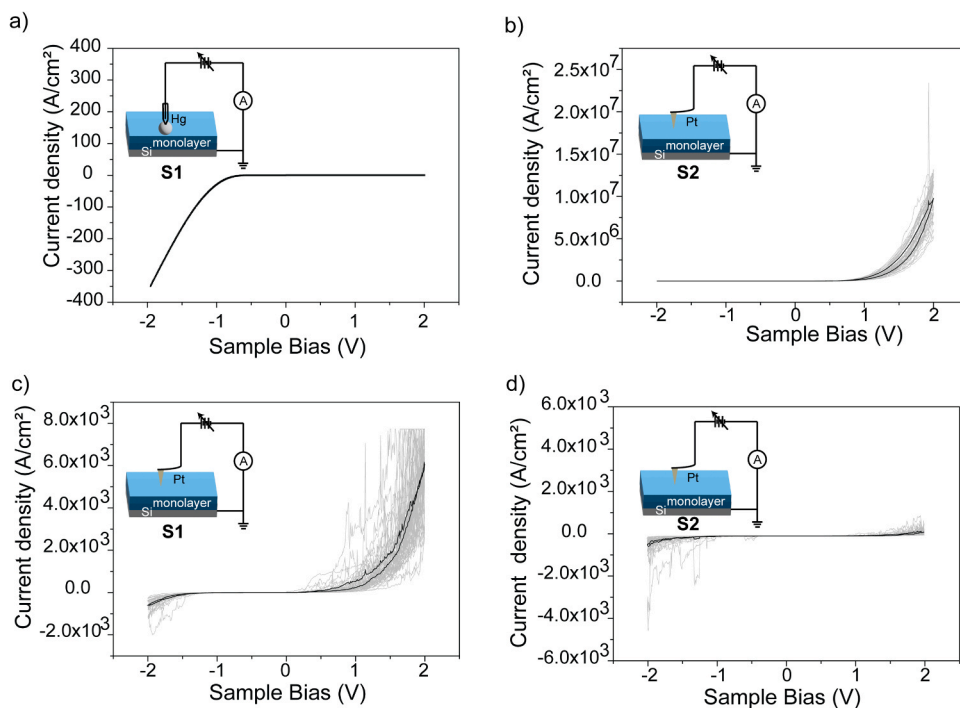 a)
Current density (A/cm²)
400
300
200
150
100
50
0
-100
-200
-300
-400
-2
-1
0
1
2
Sample Bias (V)
A
Hg
monolayer
Si
S1
b)
Current density (A/cm²)
2.5x10⁷
2.0x10⁷
1.5x10⁷
1.0x10⁷
5.0x10⁶
0.0
-2
-1
0
1
2
Sample Bias (V)
A
Pt
monolayer
Si
S2
c)
Current density (A/cm²)
8.0x10³
6.0x10³
4.0x10³
2.0x10³
0.0
-2.0x10³
-2
-1
0
1
2
Sample Bias (V)
A
Pt
monolayer
Si
S1
d)
Current density (A/cm²)
6.0x10³
4.0x10³
2.0x10³
0.0
-2.0x10³
-4.0x10³
-6.0x10³
-2
-1
0
1
2
Sample Bias (V)
A
Pt
monolayer
Si
S2